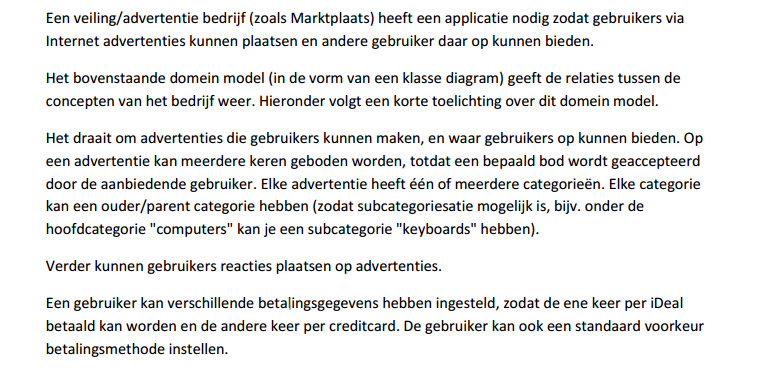 Een veiling/advertentie bedrijf (zoals Marktplaats) heeft een applicatie nodig zodat gebruikers via
Internet advertenties kunnen plaatsen en andere gebruiker daar op kunnen bieden.
Het bovenstaande domein model (in de vorm van een klasse diagram) geeft de relaties tussen de
concepten van het bedrijf weer. Hieronder volgt een korte toelichting over dit domein model.
Het draait om advertenties die gebruikers kunnen maken, en waar gebruikers op kunnen bieden. Op
een advertentie kan meerdere keren geboden worden, totdat een bepaald bod wordt geaccepteerd
door de aanbiedende gebruiker. Elke advertentie heeft één of meerdere categorieën. Elke categorie
kan een ouder/parent categorie hebben (zodat subcategoriesatie mogelijk is, bijv. onder de
hoofdcategorie "computers" kan je een subcategorie "keyboards" hebben).
Verder kunnen gebruikers reacties plaatsen op advertenties.
Een gebruiker kan verschillende betalingsgegevens hebben ingesteld, zodat de ene keer per iDeal
betaald kan worden en de andere keer per creditcard. De gebruiker kan ook een standaard voorkeur
betalingsmethode instellen.